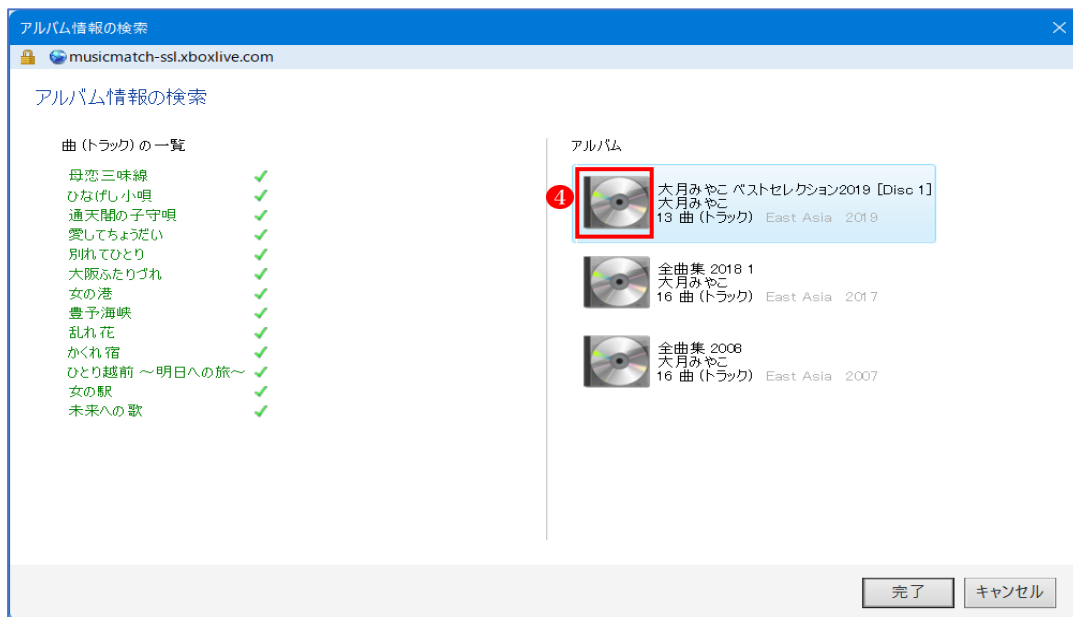 アルバム情報の検索
musicmatch-ssl.xboxlive.com
アルバム情報の検索
曲 (トラック) の一覧
母恋三味線
ひなげし小唄
通天閣の子守唄
愛してちょうだい
別れてひとり
大阪ふたりづれ
女の港
豊予海峡
乱れ花
かくれ宿
ひとり越前 ～明日への旅～
女の駅
未来への歌
アルバム
4
大月みやこ ベストセレクション2019 [Disc 1]
大月みやこ
13 曲 (トラック) East Asia 2019
全曲集 2018 1
大月みやこ
16 曲 (トラック) East Asia 2017
全曲集 2008
大月みやこ
16 曲 (トラック) East Asia 2007
完了
キャンセル